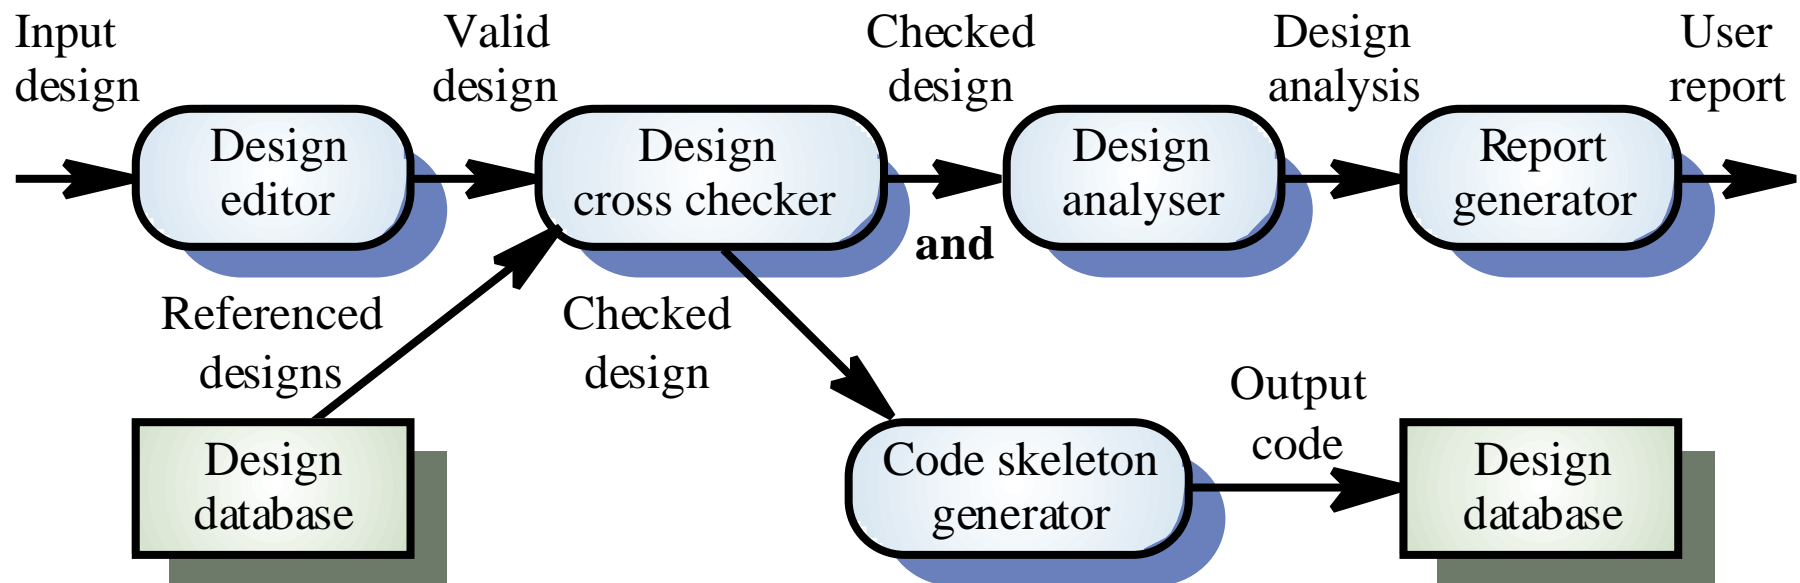 Input
design
Valid
design
Checked
design
Design
analysis
User
report
Design
editor
Design
cross checker
Design
analyser
Report
generator
and
Referenced
designs
Checked
design
Output
code
Design
database
Code skeleton
generator
Design
database